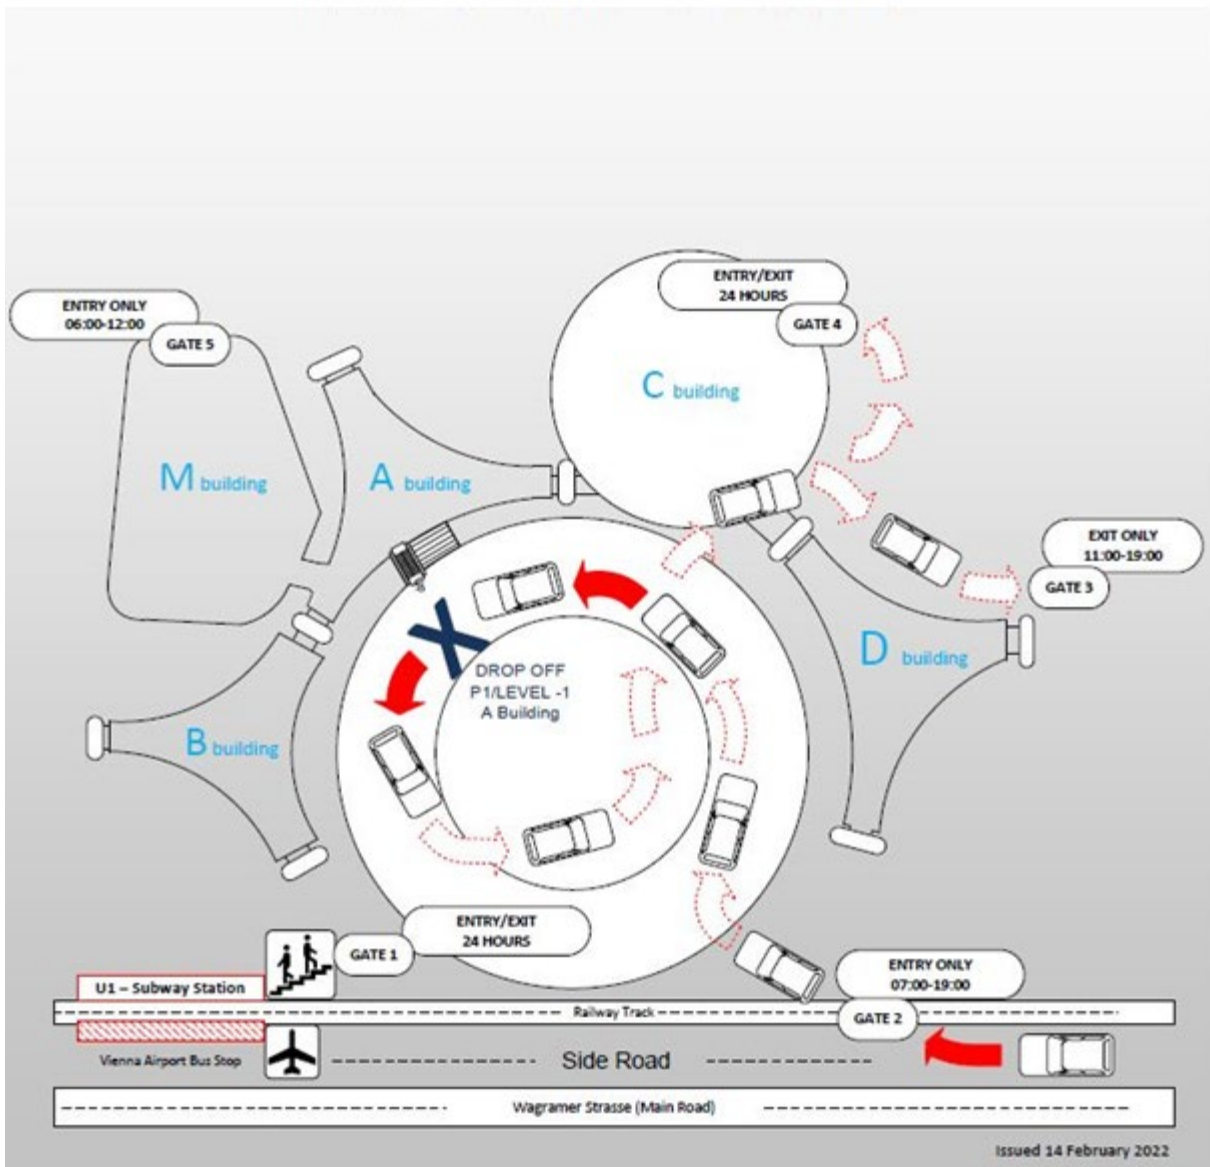 ENTRY/EXIT
24 HOURS
GATE 4
ENTRY ONLY
06:00-12:00
GATE 5
C building
M building
A building
EXIT ONLY
11:00-19:00
GATE 3
D building
DROP OFF
P1/LEVEL -1
A Building
B building
ENTRY/EXIT
24 HOURS
GATE 1
ENTRY ONLY
07:00-19:00
GATE 2
U1 – Subway Station
Railway Track
Vienna Airport Bus Stop
Side Road
Wagramer Strasse (Main Road)
Issued 14 February 2022